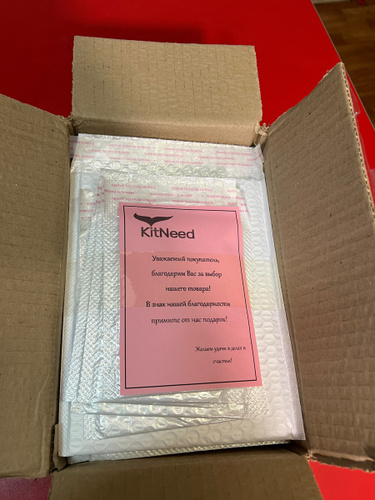 KitNeed
Уважаемый покупатель,
благодарим Вас за выбор
нашего товара!
В знак нашей благодарности
примите от нас подарок!
Желаем удачи в делах и
счастья!